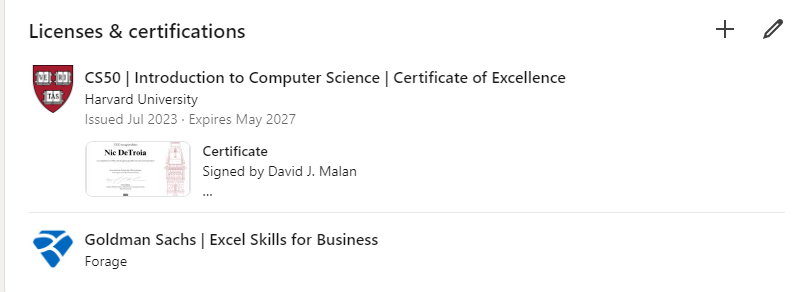 Licenses & certifications
CS50 | Introduction to Computer Science | Certificate of Excellence
Harvard University
Issued Jul 2023 · Expires May 2027
VE RI
TAS
Nic DeTroia
Certificate
Signed by David J. Malan
...
Goldman Sachs | Excel Skills for Business
Forage